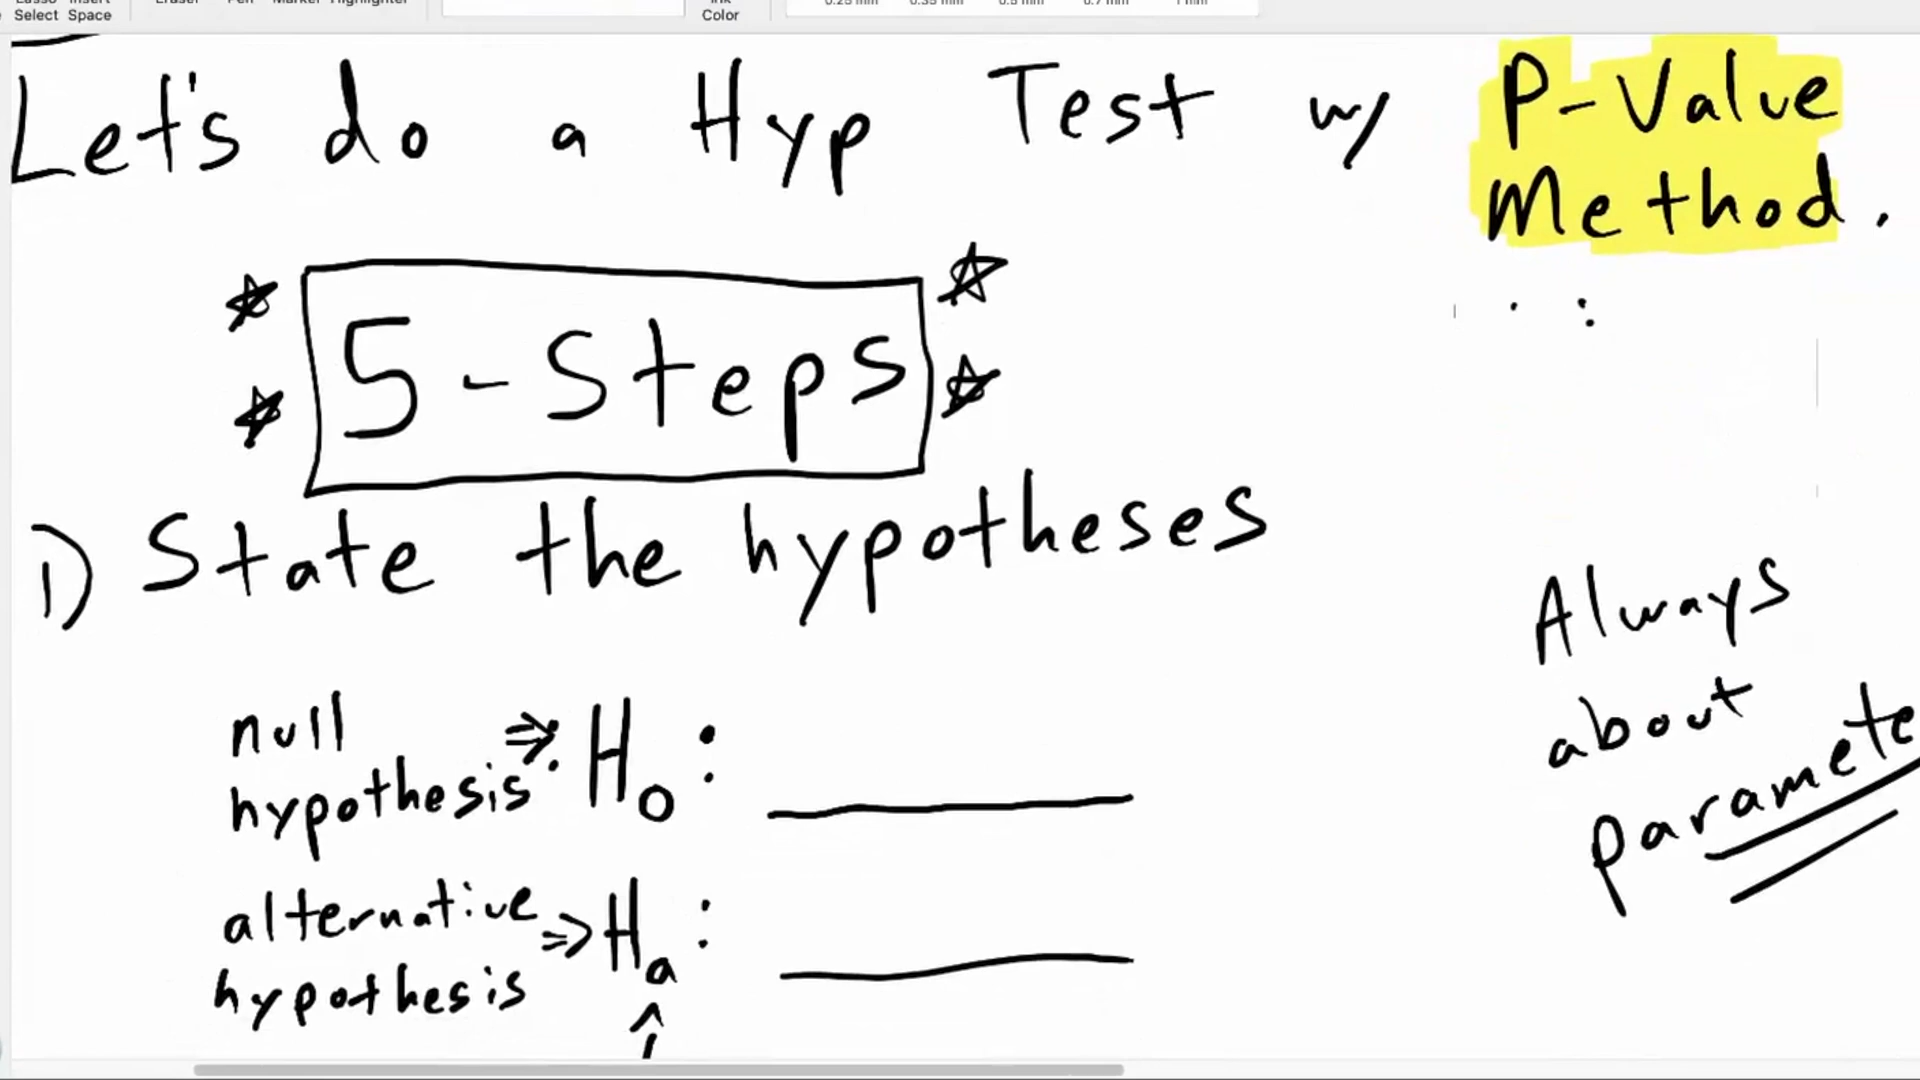 Select Space
Color
Let's do a Hyp Test w/ P-Value
Method.
5-Steps
1) State the hypotheses
Always
about
null
hypothesis ⇒ H₀ :
alternative
hypothesis ⇒ Hₐ :